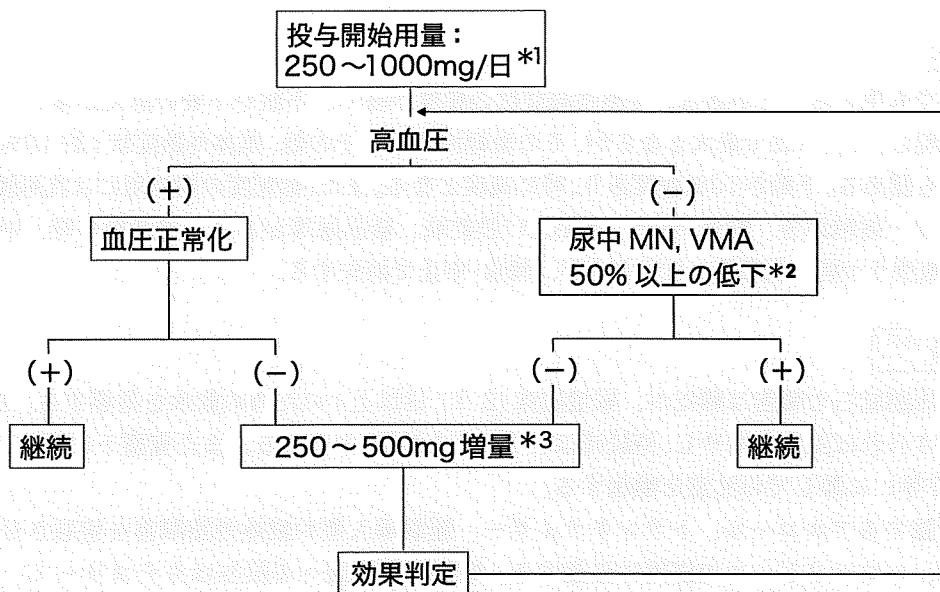 投与開始用量：
250～1000mg/日*1
高血圧
(+)
(−)
血圧正常化
尿中 MN, VMA
50% 以上の低下*2
(+)
(−)
(−)
(+)
継続
250～500mg 増量*3
継続
効果判定